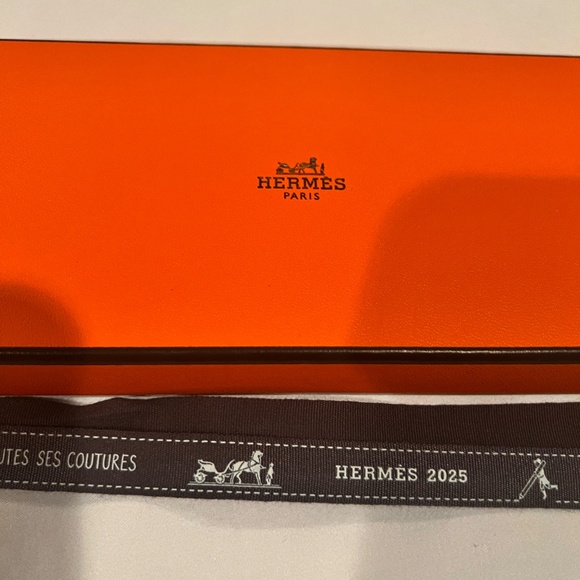 HERMÈS
PARIS
UTES SES COUTURES
HERMÈS 2025